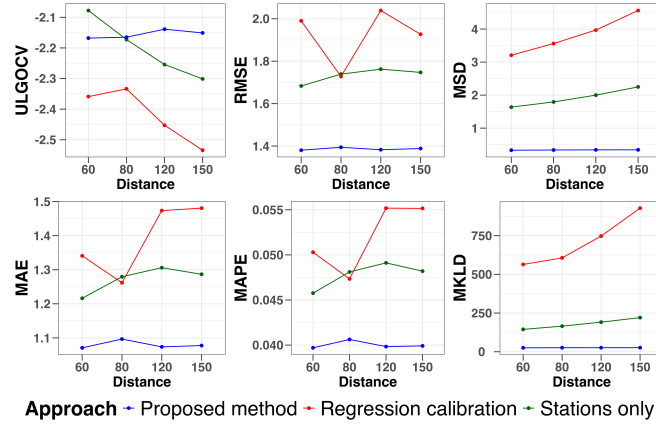 -2.1
-2.2
-2.3
-2.4
-2.5
ULGOCV
60 80 120 150
Distance
2.0
1.8
1.6
1.4
RMSE
60 80 120 150
Distance
4
3
2
1
MSD
60 80 120 150
Distance
1.5
1.4
1.3
1.2
1.1
MAE
60 80 120 150
Distance
0.055
0.050
0.045
0.040
MAPE
60 80 120 150
Distance
750
500
250
0
MKLD
60 80 120 150
Distance
Approach Proposed method Regression calibration Stations only